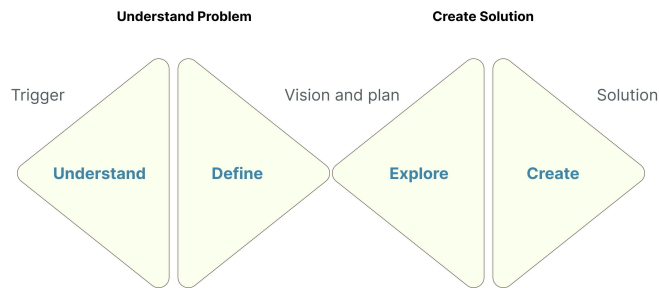 Understand Problem
Create Solution
Trigger
Vision and plan
Solution
Understand
Define
Explore
Create